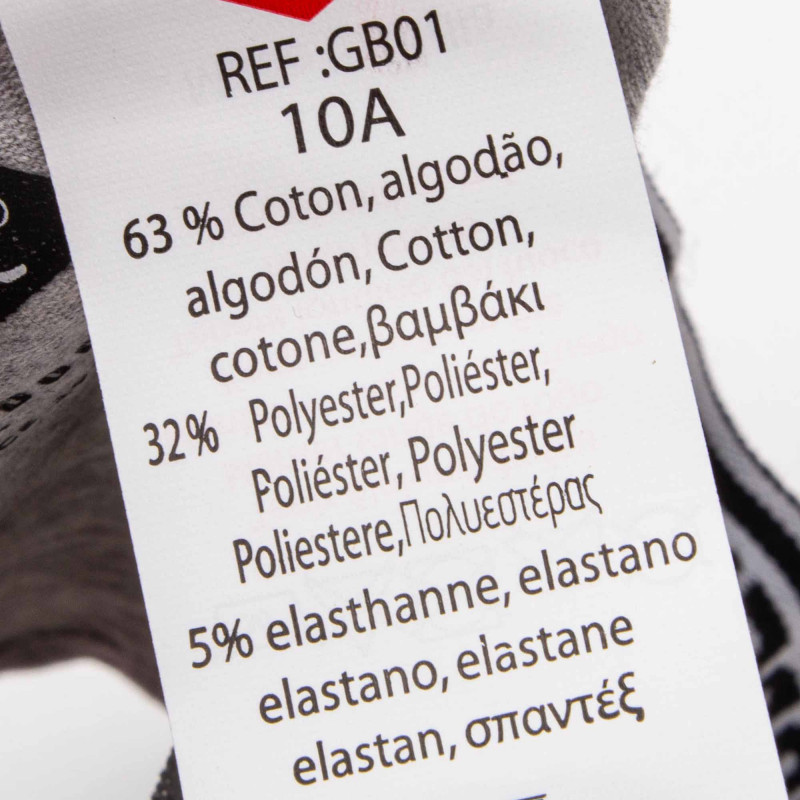 REF :GB01
10A
63 % Coton, algodão,
algodón, Cotton,
cotone,βαμβάκι
32% Polyester,Poliéster,
Poliéster, Polyester
Poliestere,Πολυεστέρας
5% elasthanne, elastano
elastano, elastane
elastan, σπαντέξ